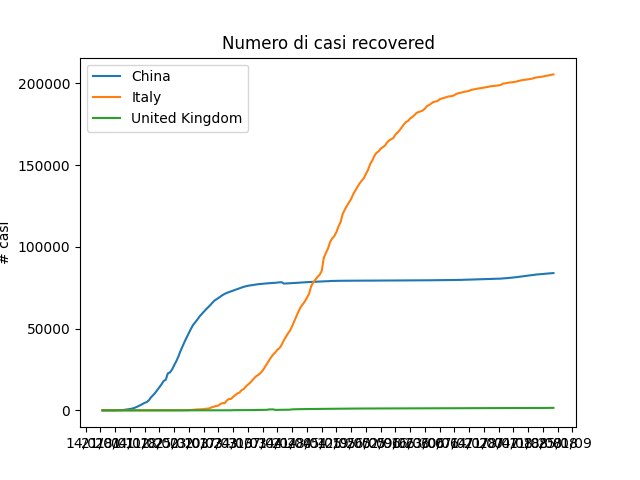 Numero di casi recovered
China
Italy
United Kingdom
200000
150000
100000
50000
0
# casi